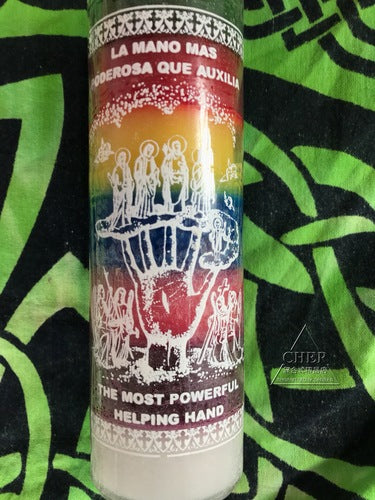 LA MANO MAS
PODEROSA QUE AUXILIA
THE MOST POWERFUL
HELPING HAND
CHER